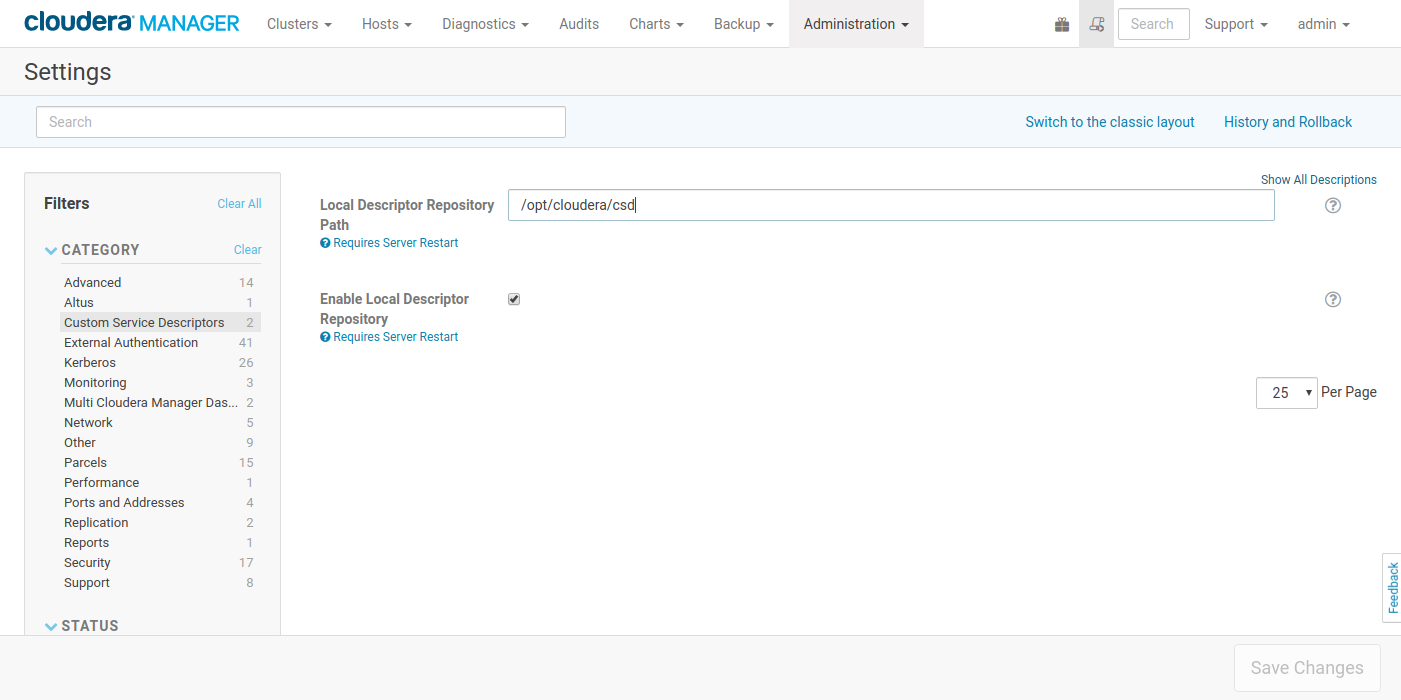 cloudera MANAGER Clusters Hosts Diagnostics Audits Charts Backup Administration Search Support admin
Settings
Search Switch to the classic layout History and Rollback
Show All Descriptions
Filters Clear All
CATEGORY Clear
Advanced 14
Altus 1
Custom Service Descriptors 2
External Authentication 41
Kerberos 26
Monitoring 3
Multi Cloudera Manager Das... 2
Network 5
Other 9
Parcels 15
Performance 1
Ports and Addresses 4
Replication 2
Reports 1
Security 17
Support 8
STATUS
Local Descriptor Repository Path
/opt/cloudera/csd
Requires Server Restart
Enable Local Descriptor
Repository
Requires Server Restart
25 Per Page
Feedback
Save Changes